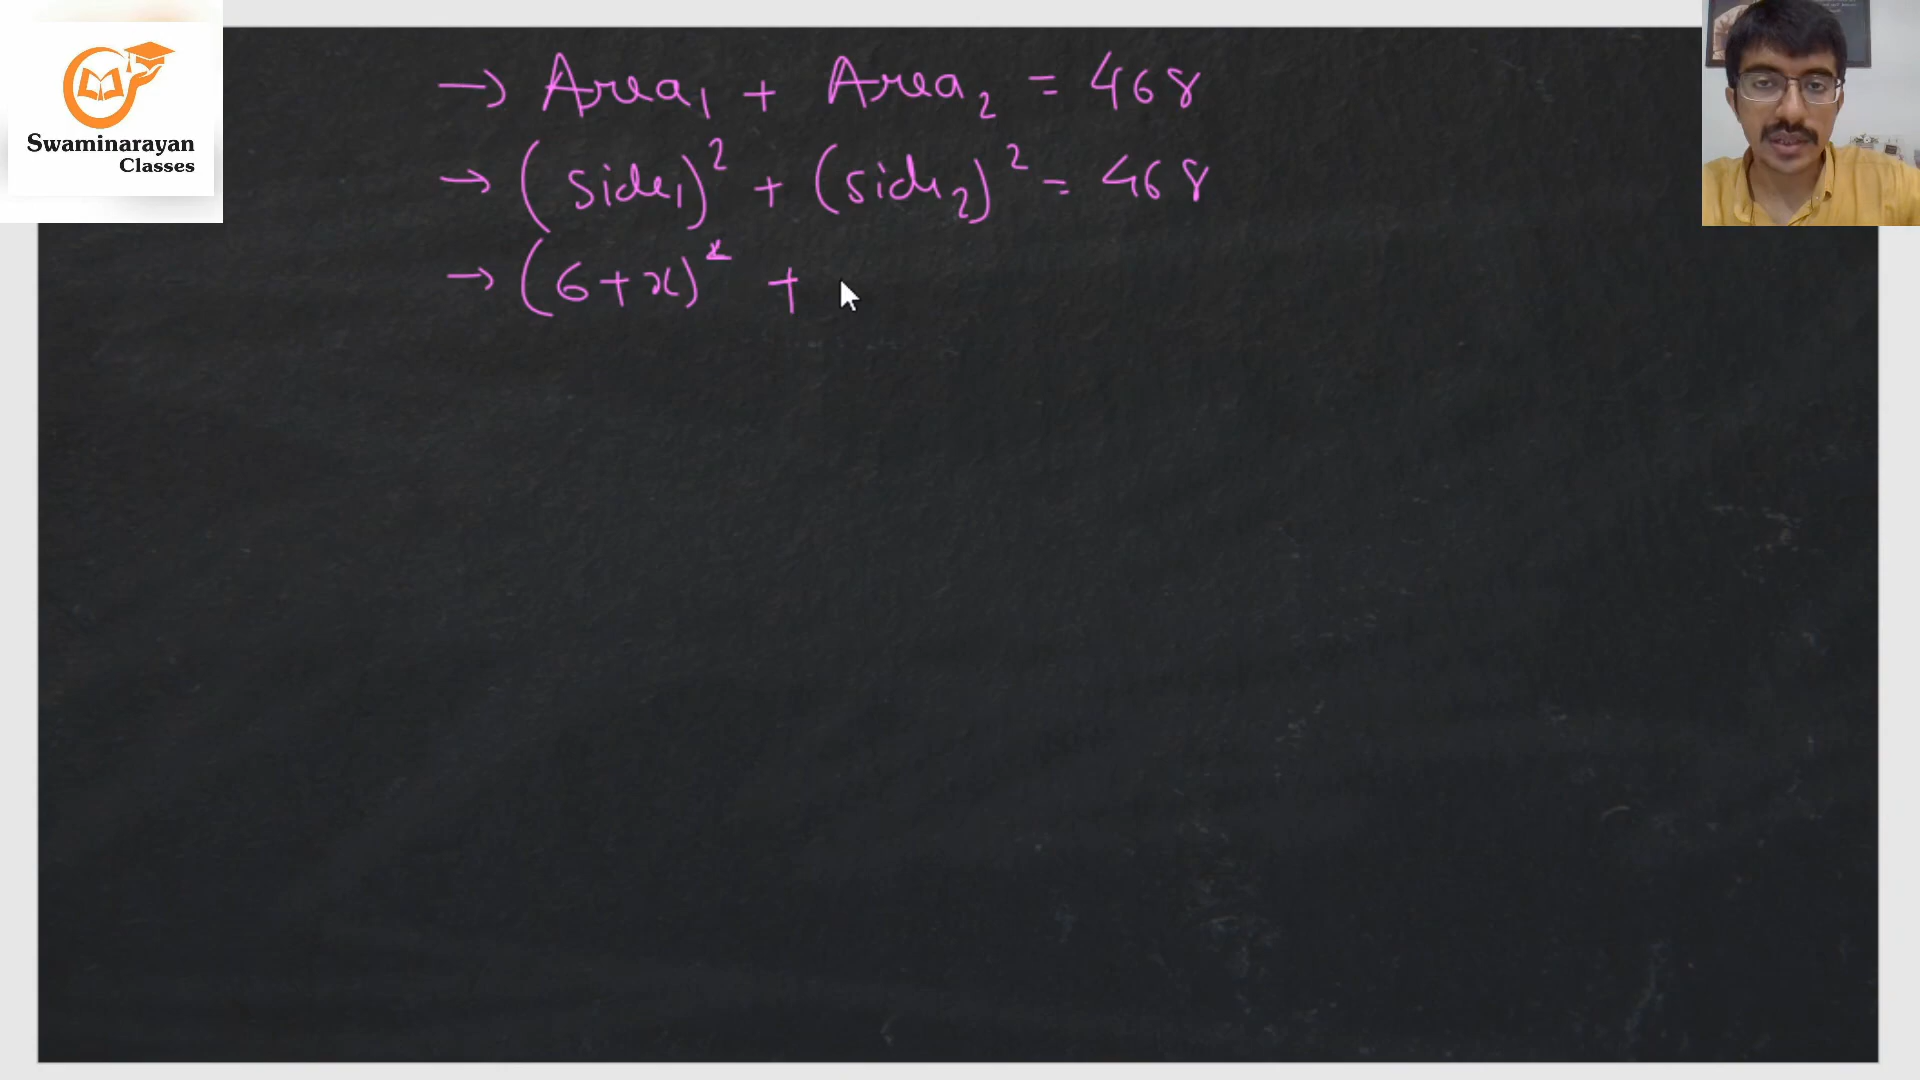 Swaminarayan
Classes
→ Area₁ + Area₂ = 468
→ (side₁)² + (side₂)² = 468
→ (6+x)² +